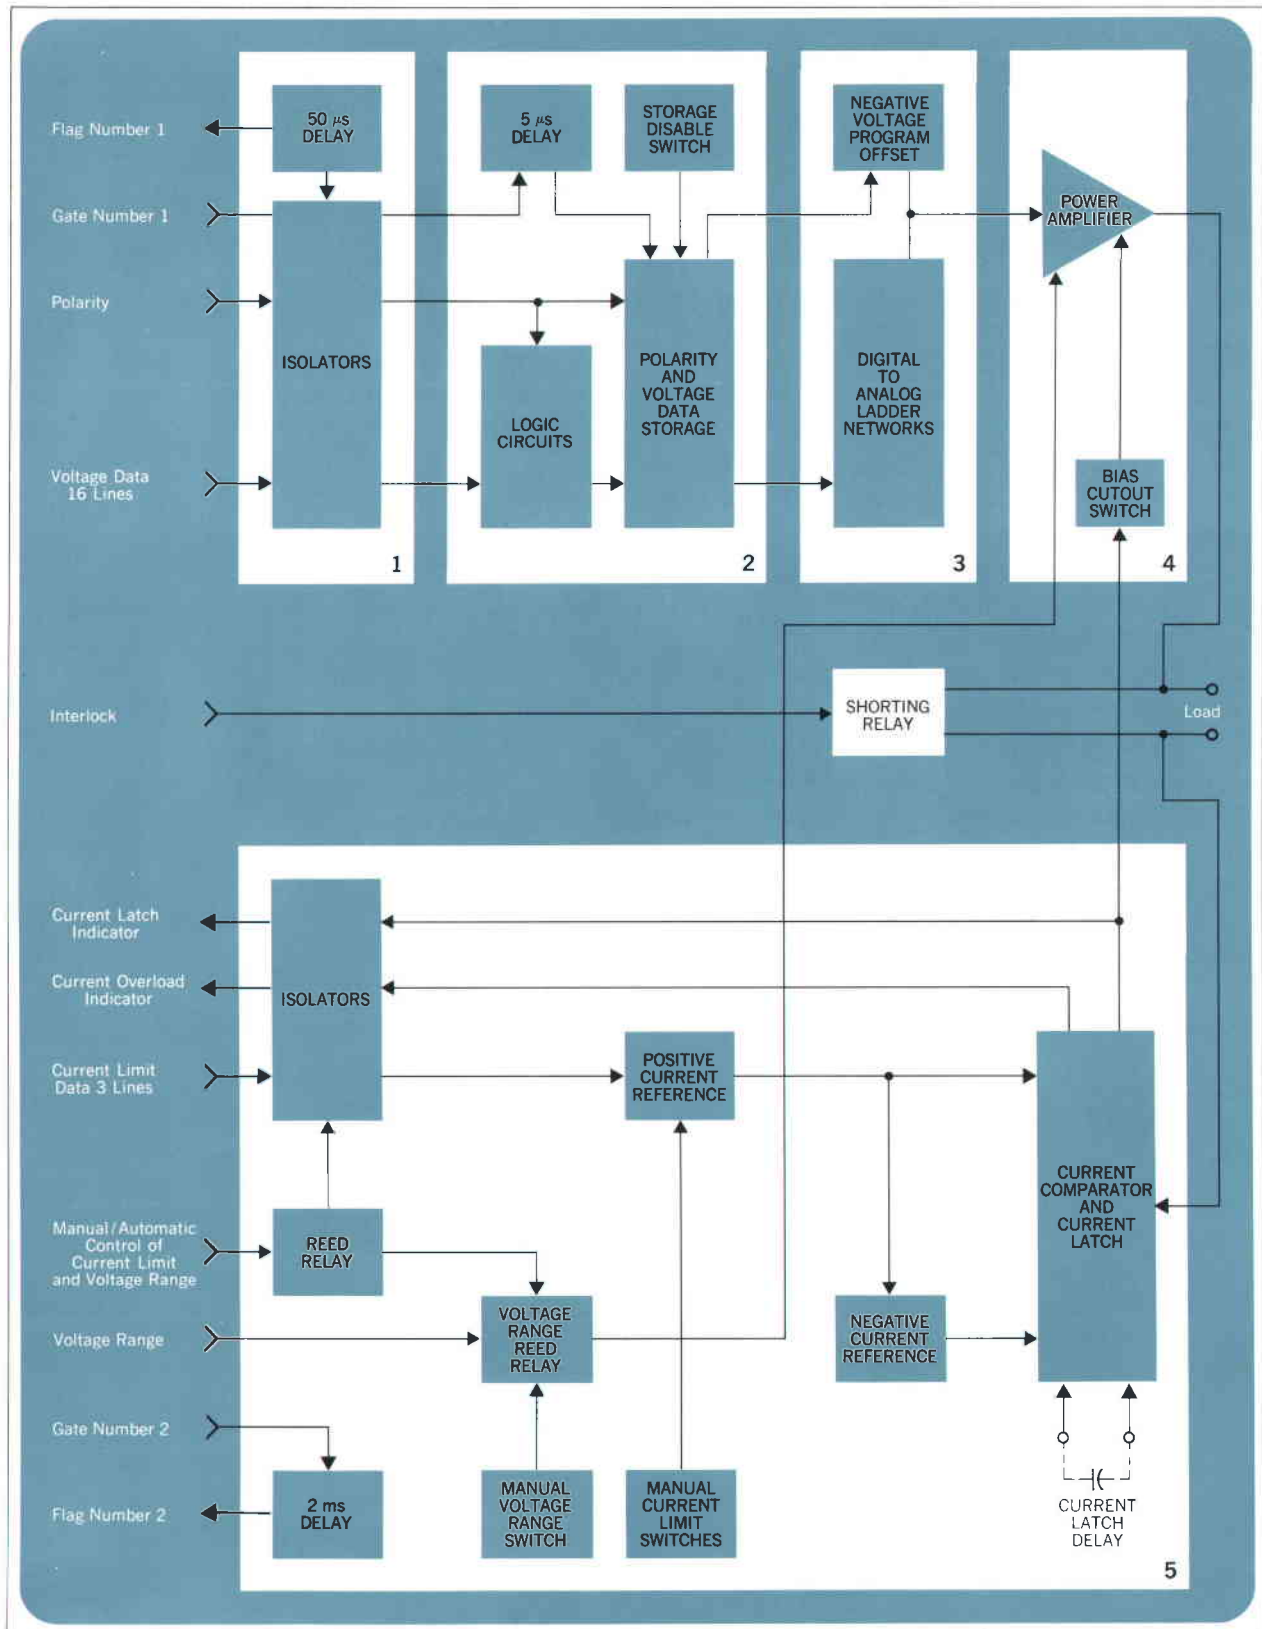 Flag Number 1
50 μs
DELAY
5 μs
DELAY
STORAGE
DISABLE
SWITCH
NEGATIVE
VOLTAGE
PROGRAM
OFFSET
Gate Number 1
POWER
AMPLIFIER
Polarity
ISOLATORS
LOGIC
CIRCUITS
POLARITY
AND
VOLTAGE
DATA
STORAGE
DIGITAL
TO
ANALOG
LADDER
NETWORKS
Voltage Data
16 Lines
BIAS
CUTOUT
SWITCH
1
2
3
4
Interlock
SHORTING
RELAY
Load
Current Latch
Indicator
Current Overload
Indicator
ISOLATORS
Current Limit
Data 3 Lines
POSITIVE
CURRENT
REFERENCE
CURRENT
COMPARATOR
AND
CURRENT
LATCH
Manual/Automatic
Control of
Current Limit
and Voltage Range
REED
RELAY
Voltage Range
VOLTAGE
RANGE
REED
RELAY
NEGATIVE
CURRENT
REFERENCE
Gate Number 2
Flag Number 2
2 ms
DELAY
MANUAL
VOLTAGE
RANGE
SWITCH
MANUAL
CURRENT
LIMIT
SWITCHES
CURRENT
LATCH
DELAY
5